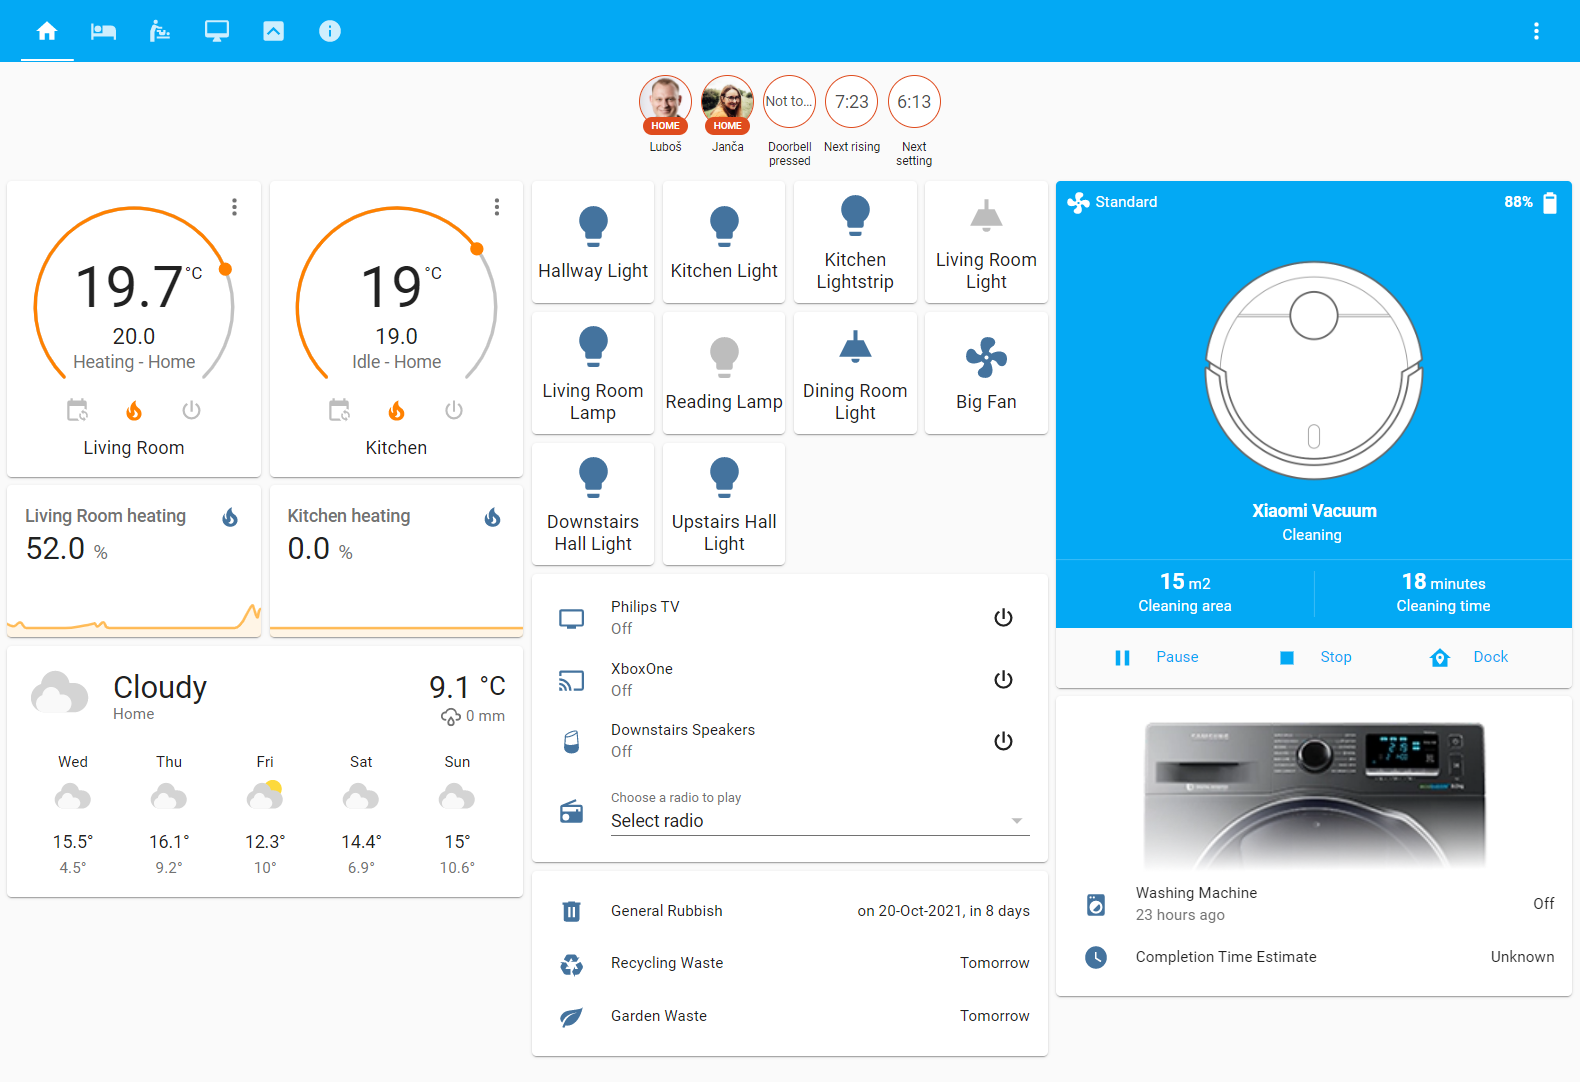 HOME
HOME
Not to...
7:23
6:13
Luboš
Janča
Doorbell
pressed
Next rising
Next
setting
19.7 °C
20.0
Heating - Home
Living Room
19 °C
19.0
Idle - Home
Kitchen
Living Room heating
52.0 %
Kitchen heating
0.0 %
Cloudy
Home
9.1 °C
0 mm
Wed Thu Fri Sat Sun
15.5° 16.1° 12.3° 14.4° 15°
4.5° 9.2° 10° 6.9° 10.6°
Hallway Light
Kitchen Light
Kitchen
Lightstrip
Living Room
Light
Living Room
Lamp
Reading Lamp
Dining Room
Light
Big Fan
Downstairs
Hall Light
Upstairs Hall
Light
Philips TV
Off
XboxOne
Off
Downstairs Speakers
Off
Choose a radio to play
Select radio
General Rubbish on 20-Oct-2021, in 8 days
Recycling Waste Tomorrow
Garden Waste Tomorrow
Standard 88%
Xiaomi Vacuum
Cleaning
15 m2
Cleaning area
18 minutes
Cleaning time
Pause Stop Dock
SAMSUNG
Washing Machine
23 hours ago
Off
Completion Time Estimate Unknown